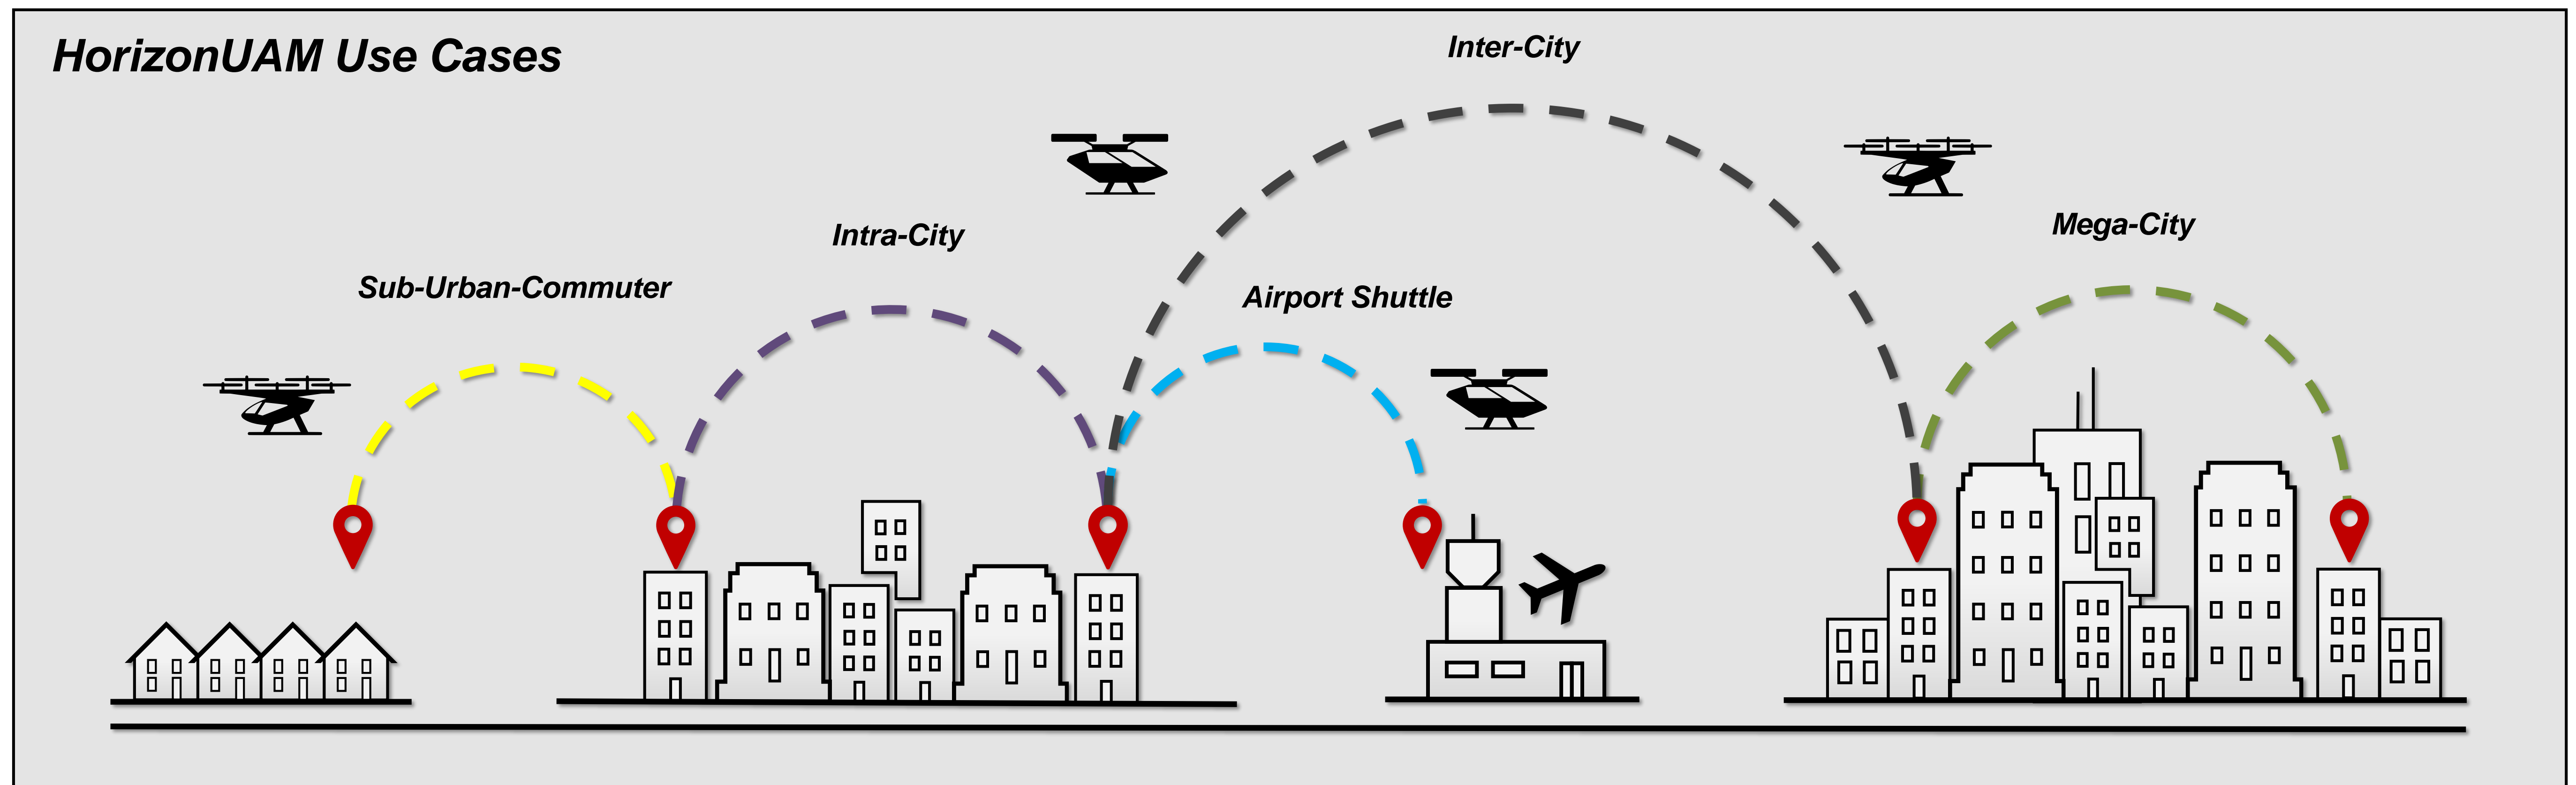 HorizonUAM Use Cases
Inter-City
Mega-City
Intra-City
Sub-Urban-Commuter
Airport Shuttle